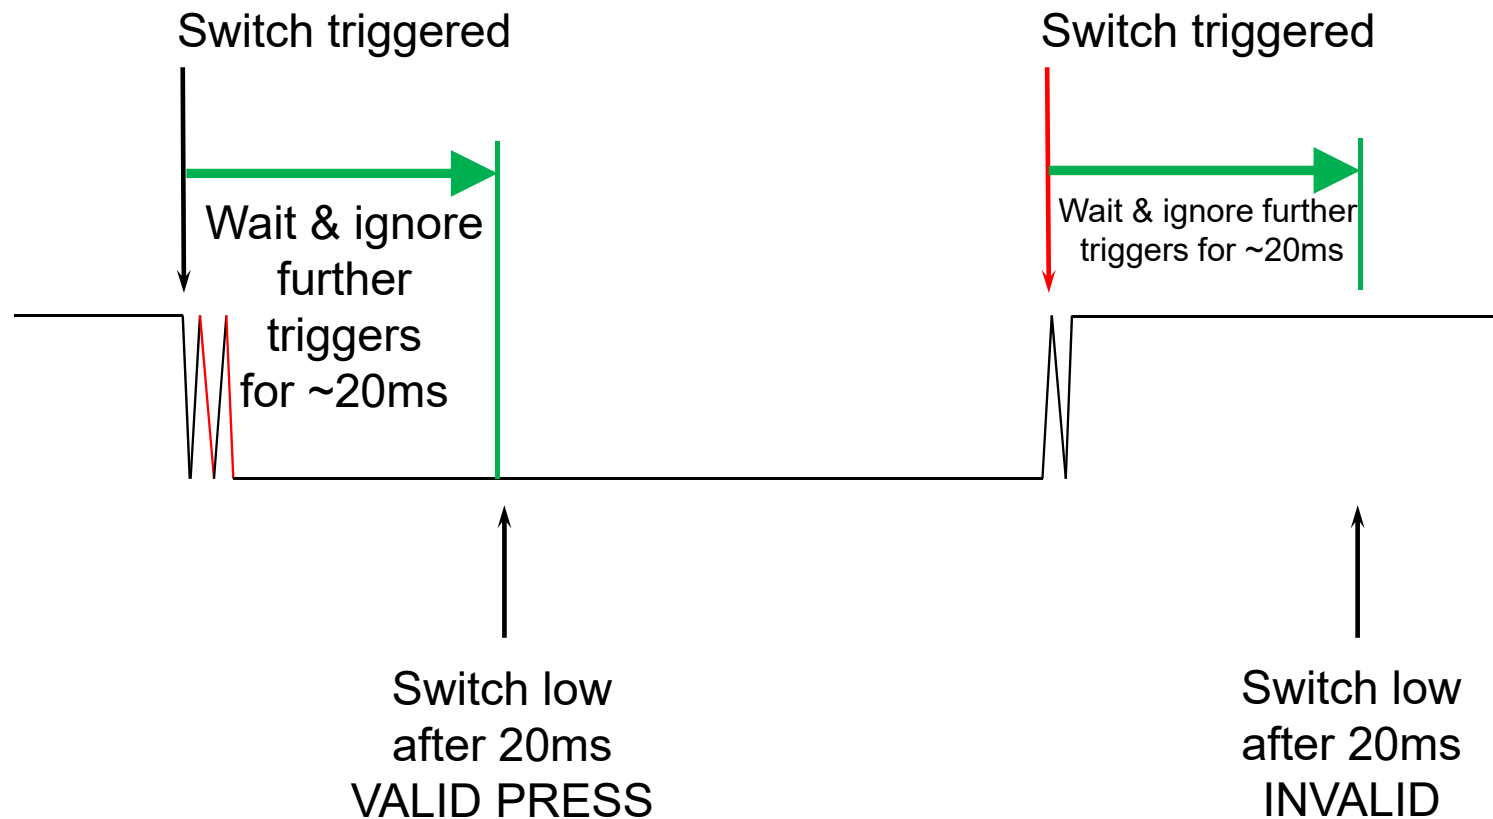 Switch triggered
Wait & ignore
further
triggers
for ~20ms
Switch low
after 20ms
VALID PRESS
Switch triggered
Wait & ignore further
triggers for ~20ms
Switch low
after 20ms
INVALID